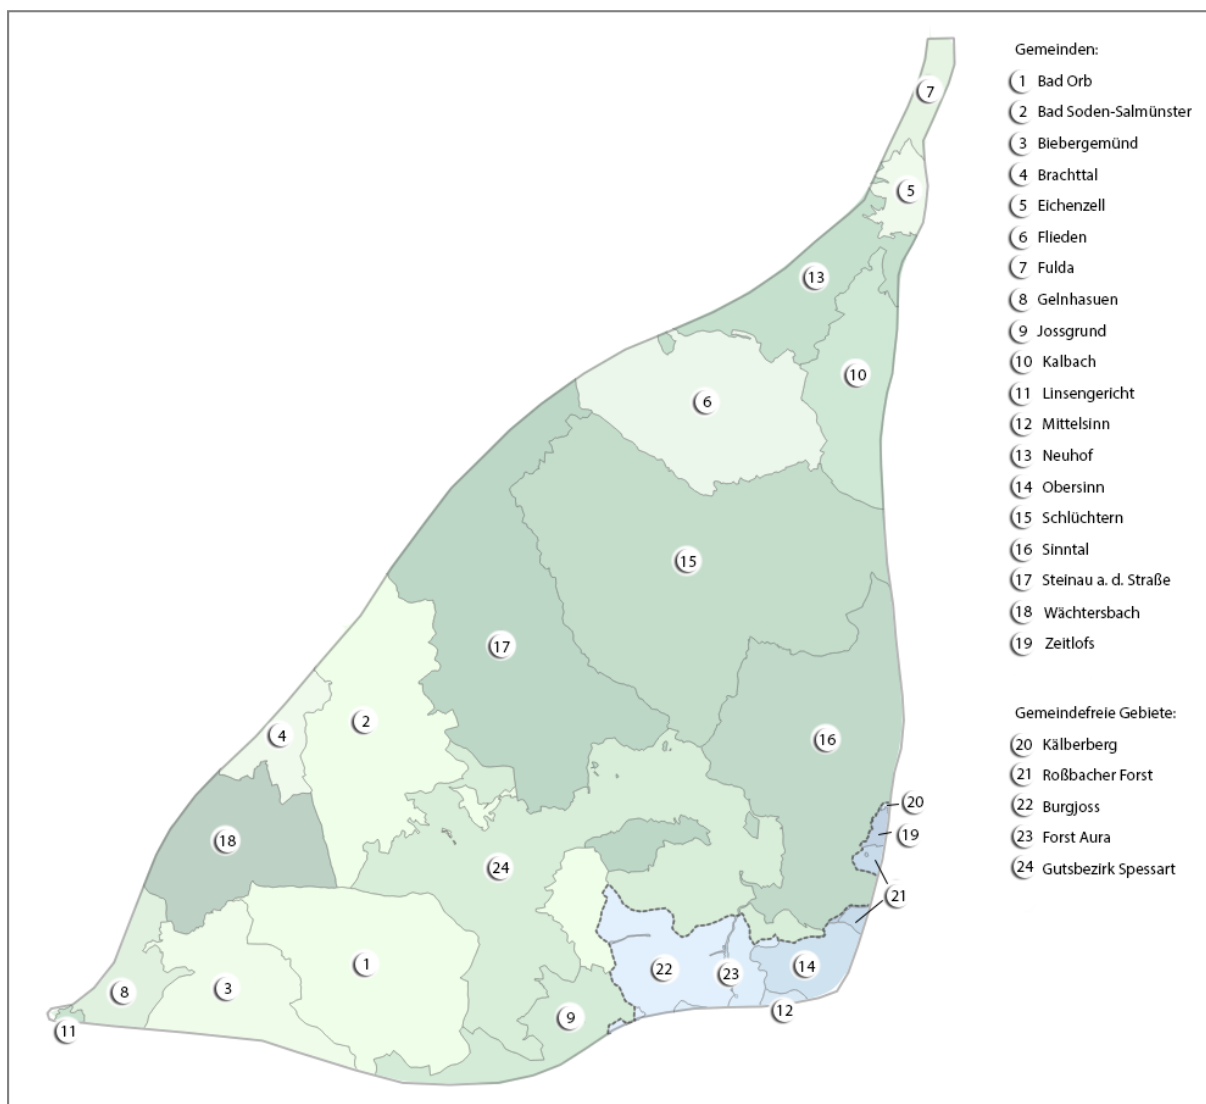 Gemeinden:
1 Bad Orb
2 Bad Soden-Salmünster
3 Biebergemünd
4 Brachttal
5 Eichenzell
6 Flieden
7 Fulda
8 Gelnhasuen
9 Jossgrund
10 Kalbach
11 Linsengericht
12 Mittelsinn
13 Neuhof
14 Obersinn
15 Schlüchtern
16 Sinntal
17 Steinau a. d. Straße
18 Wächtersbach
19 Zeitlofs
Gemeindefreie Gebiete:
20 Kälberberg
21 Roßbacher Forst
22 Burgjoss
23 Forst Aura
24 Gutsbezirk Spessart
7
5
13
10
6
15
17
2
4
16
20
19
18
24
21
1
22
23
14
3
8
12
9
11